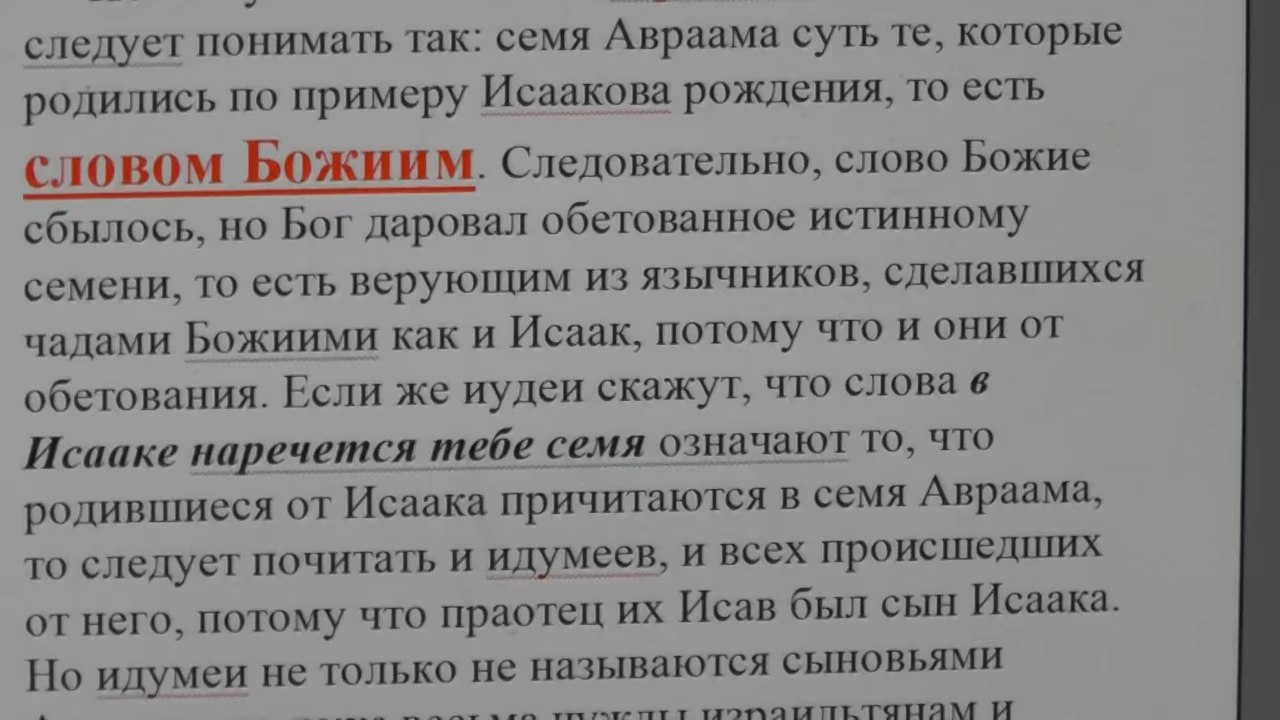 следует понимать так: семя Авраама суть те, которые
родились по примеру Исаакова рождения, то есть
словом Божиим. Следовательно, слово Божие
сбылось, но Бог даровал обетованное истинному
семени, то есть верующим из язычников, сделавшихся
чадами Божиими как и Исаак, потому что и они от
обетования. Если же иудеи скажут, что слова в
Исааке наречется тебе семя означают то, что
родившиеся от Исаака причитаются в семя Авраама,
то следует почитать и идумеев, и всех происшедших
от него, потому что праотец их Исав был сын Исаака.
Но идумеи не только не называются сыновьями
весьма чужды израильтянам и